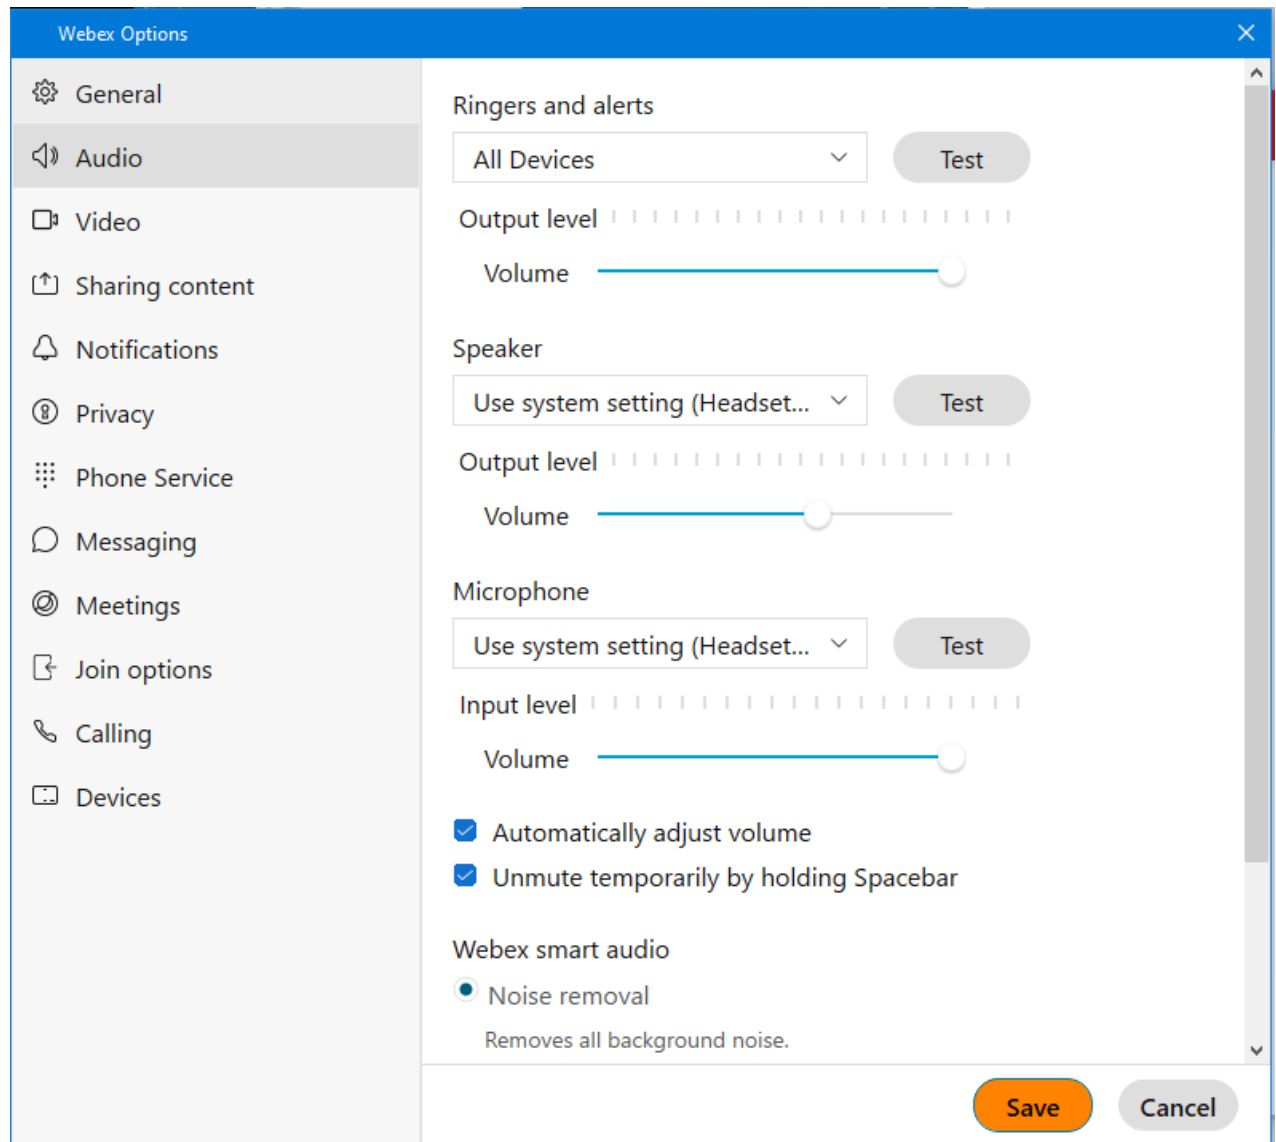 Webex Options
General
Audio
Video
Sharing content
Notifications
Privacy
Phone Service
Messaging
Meetings
Join options
Calling
Devices
Ringers and alerts
All Devices
Test
Output level
Volume
Speaker
Use system setting (Headset...
Test
Output level
Volume
Microphone
Use system setting (Headset...
Test
Input level
Volume
Automatically adjust volume
Unmute temporarily by holding Spacebar
Webex smart audio
Noise removal
Removes all background noise.
Save
Cancel